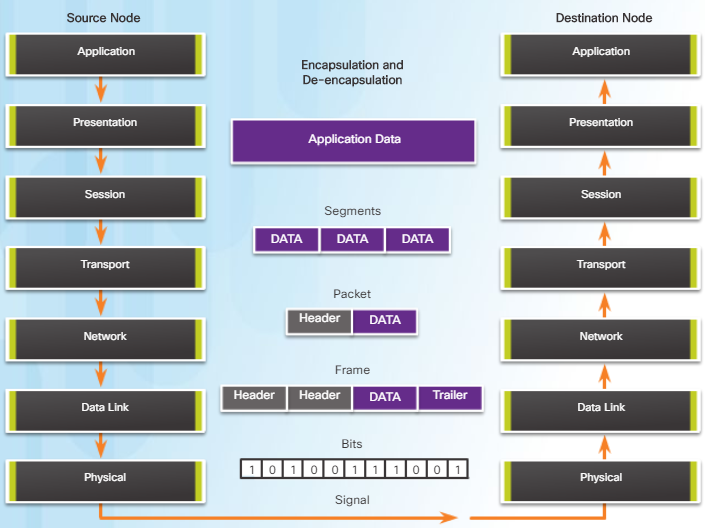 Source Node
Destination Node
Application
Application
Encapsulation and
De-encapsulation
Presentation
Application Data
Presentation
Session
Segments
Session
DATA DATA DATA
Transport
Transport
Packet
Header DATA
Network
Network
Frame
Header Header DATA Trailer
Data Link
Data Link
Bits
1 0 1 0 0 1 1 1 0 0 1
Physical
Physical
Signal